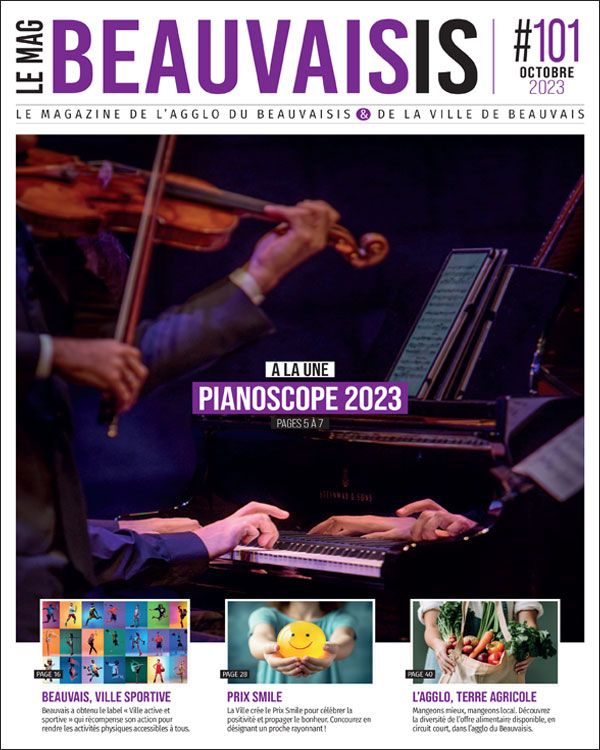 LE MAG
BEAUVAISIS
#101
OCTOBRE
2023
LE MAGAZINE DE L'AGGLO DU BEAUVAISIS & DE LA VILLE DE BEAUVAIS
A LA UNE
PIANOSCOPE 2023
PAGES 5 À 7
STEINWAY & SONS
PAGE 16
BEAUVAIS, VILLE SPORTIVE
Beauvais a obtenu le label « Ville active et
sportive » qui récompense son action pour
rendre les activités physiques accessibles à tous.
PAGE 28
PRIX SMILE
La Ville crée le Prix Smile pour célébrer la
positivité et propager le bonheur. Concourez en
désignant un proche rayonnant !
PAGE 40
L'AGGLO, TERRE AGRICOLE
Mangeons mieux, mangeons local. Découvrez
la diversité de l'offre alimentaire disponible, en
circuit court, dans l'agglo du Beauvaisis.